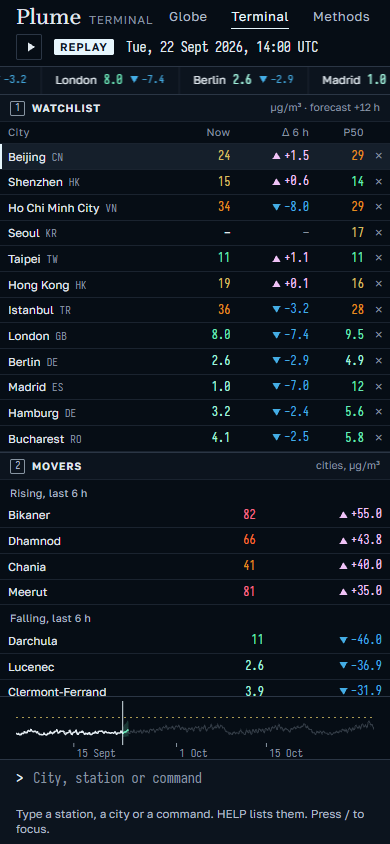 Plume TERMINAL Globe Terminal Methods
REPLAY Tue, 22 Sept 2026, 14:00 UTC
-3.2 London 8.0 ▼ -7.4 Berlin 2.6 ▼ -2.9 Madrid 1.0
1 WATCHLIST µg/m³ · forecast +12 h
City Now Δ 6 h P50
Beijing CN 24 ▲ +1.5 29 ×
Shenzhen HK 15 ▲ +0.6 14 ×
Ho Chi Minh City VN 34 ▼ -8.0 29 ×
Seoul KR – – 17 ×
Taipei TW 11 ▲ +1.1 11 ×
Hong Kong HK 19 ▲ +0.1 16 ×
Istanbul TR 36 ▼ -3.2 28 ×
London GB 8.0 ▼ -7.4 9.5 ×
Berlin DE 2.6 ▼ -2.9 4.9 ×
Madrid ES 1.0 ▼ -7.0 12 ×
Hamburg DE 3.2 ▼ -2.4 5.6 ×
Bucharest RO 4.1 ▼ -2.5 5.8 ×
2 MOVERS cities, µg/m³
Rising, last 6 h
Bikaner 82 ▲ +55.0
Dhamnod 66 ▲ +43.8
Chania 41 ▲ +40.0
Meerut 81 ▲ +35.0
Falling, last 6 h
Darchula 11 ▼ -46.0
Lucenec 2.6 ▼ -36.9
Clermont-Ferrand 3.9 ▼ -31.9
15 Sept 1 Oct 15 Oct
> City, station or command
Type a station, a city or a command. HELP lists them. Press / to
focus.